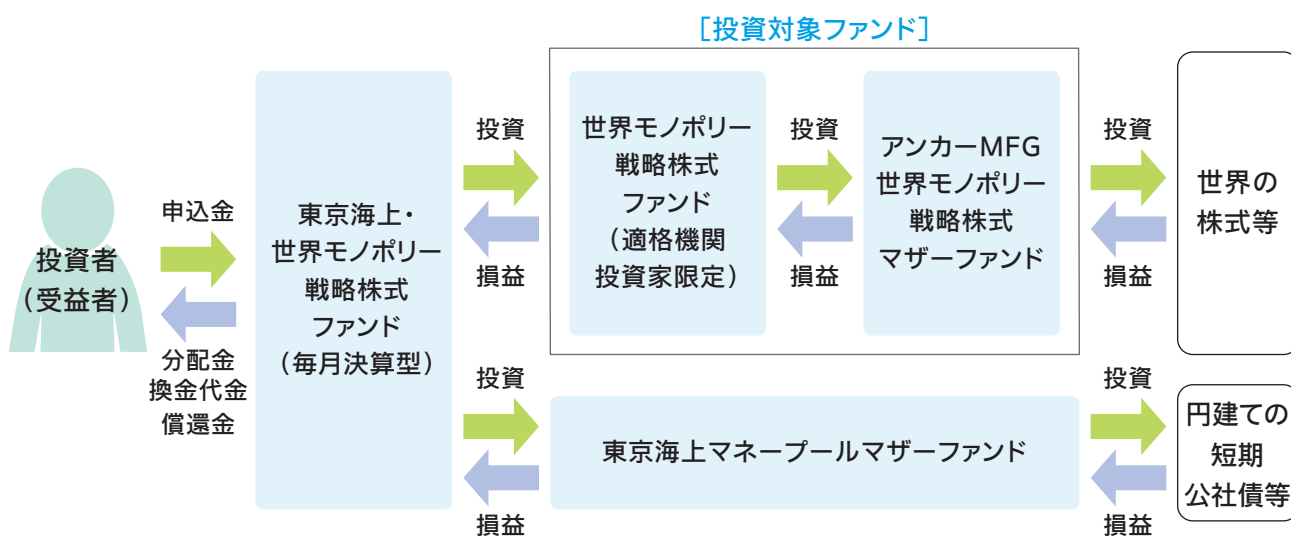 ［投資対象ファンド］
投資者
（受益者）
申込金
分配金
換金代金
償還金
東京海上・
世界モノポリー
戦略株式
ファンド
（毎月決算型）
投資
損益
世界モノポリー
戦略株式
ファンド
（適格機関
投資家限定）
投資
損益
アンカーMFG
世界モノポリー
戦略株式
マザーファンド
投資
損益
世界の
株式等
投資
損益
東京海上マネープールマザーファンド
投資
損益
円建ての
短期
公社債等